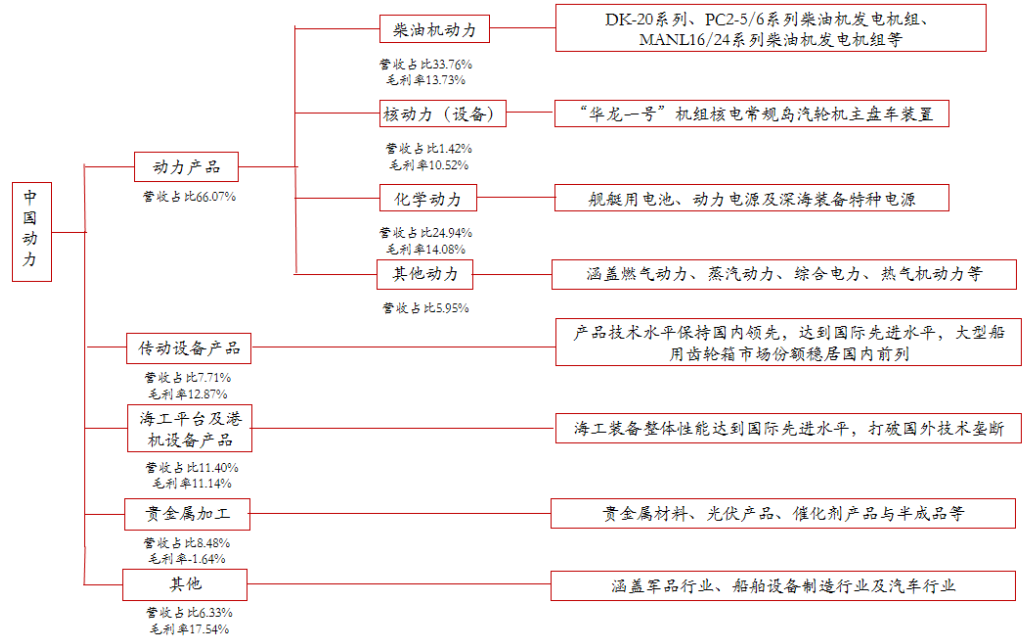 中
国
动
力
动力产品
营收占比66.07%
柴油机动力
营收占比33.76%
毛利率13.73%
DK-20系列、PC2-5/6系列柴油机发电机组、
MANL16/24系列柴油机发电机组等
核动力（设备）
营收占比1.42%
毛利率10.52%
“华龙一号”机组核电常规岛汽轮机主盘车装置
化学动力
营收占比24.94%
毛利率14.08%
舰艇用电池、动力电源及深海装备特种电源
其他动力
营收占比5.95%
涵盖燃气动力、蒸汽动力、综合电力、热气机动力等
传动设备产品
营收占比7.71%
毛利率12.87%
产品技术水平保持国内领先，达到国际先进水平，大型船
用齿轮箱市场份额稳居国内前列
海工平台及港
机设备产品
营收占比11.40%
毛利率11.14%
海工装备整体性能达到国际先进水平，打破国外技术垄断
贵金属加工
营收占比8.48%
毛利率-1.64%
贵金属材料、光伏产品、催化剂产品与半成品等
其他
营收占比6.33%
毛利率17.54%
涵盖军品行业、船舶设备制造行业及汽车行业